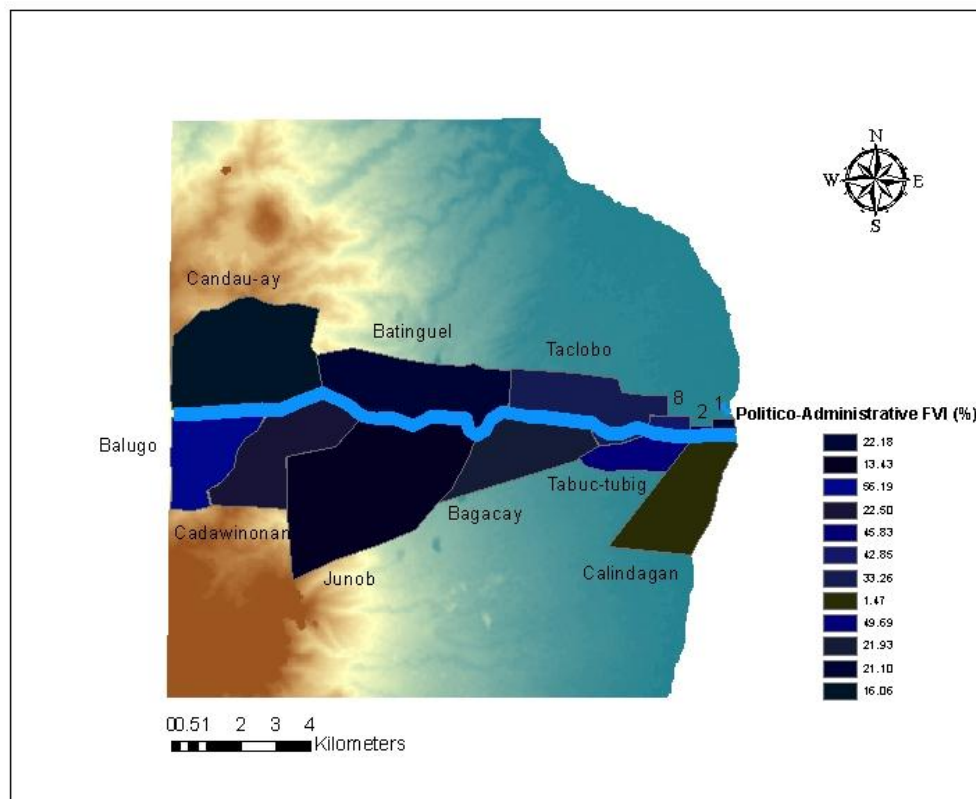 N
W E
S
Candau-ay
Batinguel
Taclobo
8
2
1
Politico-Administrative FVI (%)
Balugo
22.18
13.43
56.19
22.50
45.83
42.85
33.26
1.47
49.69
21.93
21.10
16.06
Tabuc-tubig
Bagacay
Cadawinonan
Junob
Calindagan
00.51 2 3 4
Kilometers